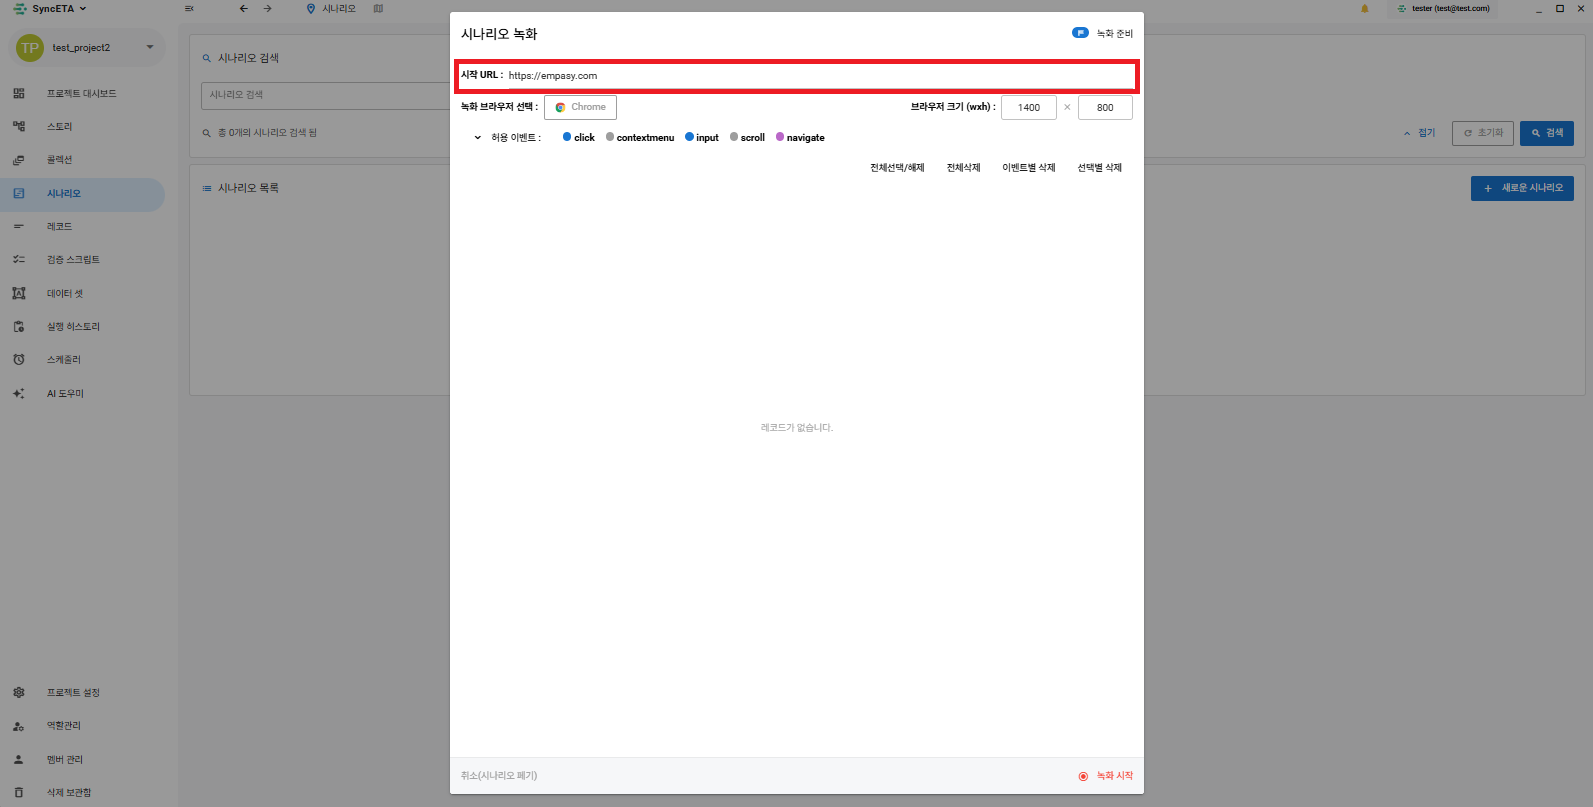 SyncETA
시나리오
tester (test@test.com)
TP
test_project2
프로젝트 대시보드
스토리
콜렉션
시나리오
레코드
검증 스크립트
데이터 셋
실행 히스토리
스케줄러
AI 도우미
프로젝트 설정
역할관리
멤버 관리
삭제 보관함
시나리오 검색
시나리오 검색
총 0개의 시나리오 검색 됨
접기
초기화
검색
시나리오 목록
새로운 시나리오
시나리오 녹화
녹화 준비
시작 URL : https://empasy.com
녹화 브라우저 선택 : Chrome
브라우저 크기 (wxh) : 1400 × 800
허용 이벤트 : click contextmenu input scroll navigate
전체선택/해제 전체삭제 이벤트별 삭제 선택별 삭제
레코드가 없습니다.
취소(시나리오 폐기)
녹화 시작